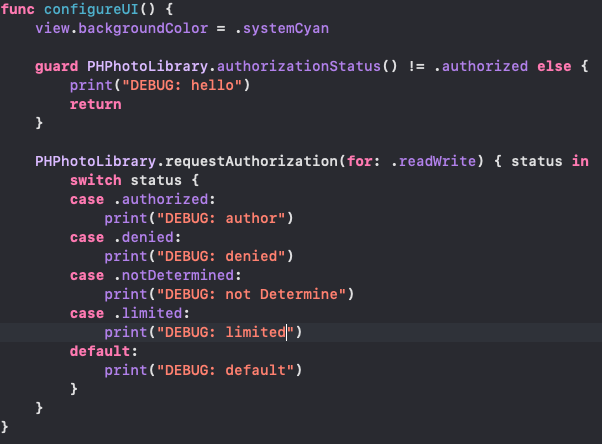 func configureUI() {
    view.backgroundColor = .systemCyan

    guard PHPhotoLibrary.authorizationStatus() != .authorized else {
        print("DEBUG: hello")
        return
    }

    PHPhotoLibrary.requestAuthorization(for: .readWrite) { status in
        switch status {
        case .authorized:
            print("DEBUG: author")
        case .denied:
            print("DEBUG: denied")
        case .notDetermined:
            print("DEBUG: not Determine")
        case .limited:
            print("DEBUG: limited")
        default:
            print("DEBUG: default")
        }
    }
}